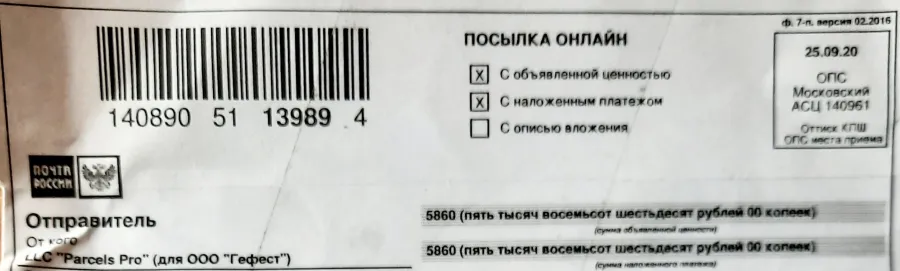 ф. 7-п. версия 02.2016
140890 51 13989 4
ПОСЫЛКА ОНЛАЙН
X С объявленной ценностью
X С наложенным платежом
С описью вложения
25.09.20
ОПС
Московский
АСЦ 140961
Оттиск КПШ
ОПС места приема
ПОЧТА
РОССИИ
Отправитель
От кого
LLC "Parcels Pro" (для ООО "Гефест")
5860 (пять тысяч восемьсот шестьдесят рублей 00 копеек)
(сумма объявленной ценности)
5860 (пять тысяч восемьсот шестьдесят рублей 00 копеек)
(сумма наложенного платежа)